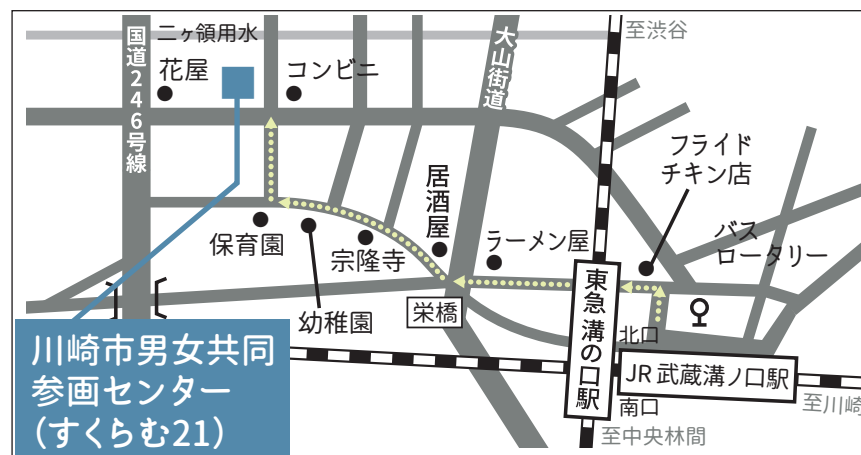 二ヶ領用水
至渋谷
国道246号線
花屋
コンビニ
大山街道
フライド
チキン店
居酒屋
バス
ロータリー
保育園
宗隆寺
ラーメン屋
幼稚園
栄橋
東急 溝の口駅
北口
JR 武蔵溝ノ口駅
南口
至川崎
至中央林間
川崎市男女共同
参画センター
(すくらむ21)